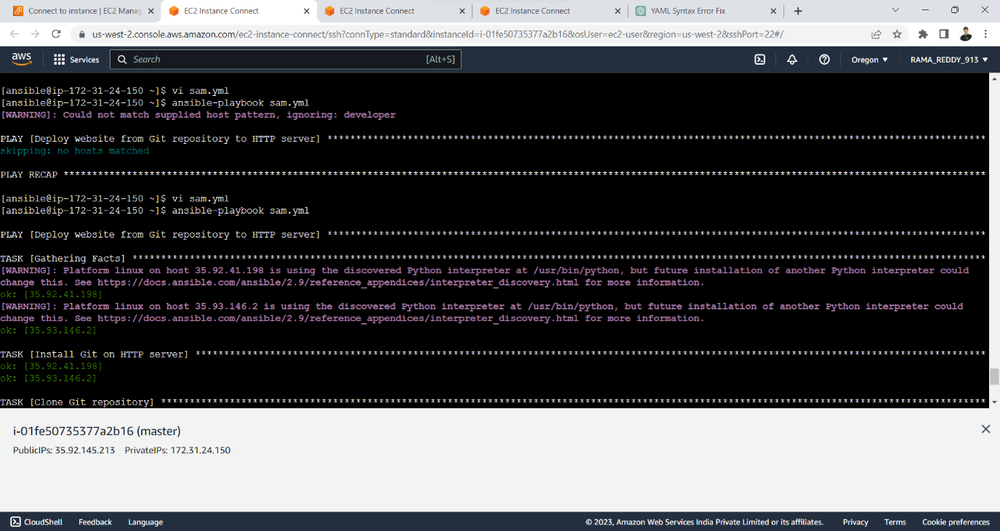 Connect to instance | EC2 Manag
EC2 Instance Connect
EC2 Instance Connect
EC2 Instance Connect
YAML Syntax Error Fix
us-west-2.console.aws.amazon.com/ec2-instance-connect/ssh?connType=standard&instanceId=i-01fe50735377a2b16&osUser=ec2-user&region=us-west-2&sshPort=22#/
aws
Services
Search
[Alt+S]
Oregon
RAMA_REDDY_913
[ansible@ip-172-31-24-150 ~]$ vi sam.yml
[ansible@ip-172-31-24-150 ~]$ ansible-playbook sam.yml
[WARNING]: Could not match supplied host pattern, ignoring: developer
PLAY [Deploy website from Git repository to HTTP server] *******************************************************************************************************************
skipping: no hosts matched
PLAY RECAP *****************************************************************************************************************************************************************
[ansible@ip-172-31-24-150 ~]$ vi sam.yml
[ansible@ip-172-31-24-150 ~]$ ansible-playbook sam.yml
PLAY [Deploy website from Git repository to HTTP server] *******************************************************************************************************************
TASK [Gathering Facts] *****************************************************************************************************************************************************
[WARNING]: Platform linux on host 35.92.41.198 is using the discovered Python interpreter at /usr/bin/python, but future installation of another Python interpreter could
change this. See https://docs.ansible.com/ansible/2.9/reference_appendices/interpreter_discovery.html for more information.
ok: [35.92.41.198]
[WARNING]: Platform linux on host 35.93.146.2 is using the discovered Python interpreter at /usr/bin/python, but future installation of another Python interpreter could
change this. See https://docs.ansible.com/ansible/2.9/reference_appendices/interpreter_discovery.html for more information.
ok: [35.93.146.2]
TASK [Install Git on HTTP server] ******************************************************************************************************************************************
ok: [35.92.41.198]
ok: [35.93.146.2]
TASK [Clone Git repository] ************************************************************************************************************************************************
i-01fe50735377a2b16 (master)
PublicIPs: 35.92.145.213 PrivateIPs: 172.31.24.150
CloudShell
Feedback
Language
© 2023, Amazon Web Services India Private Limited or its affiliates.
Privacy
Terms
Cookie preferences